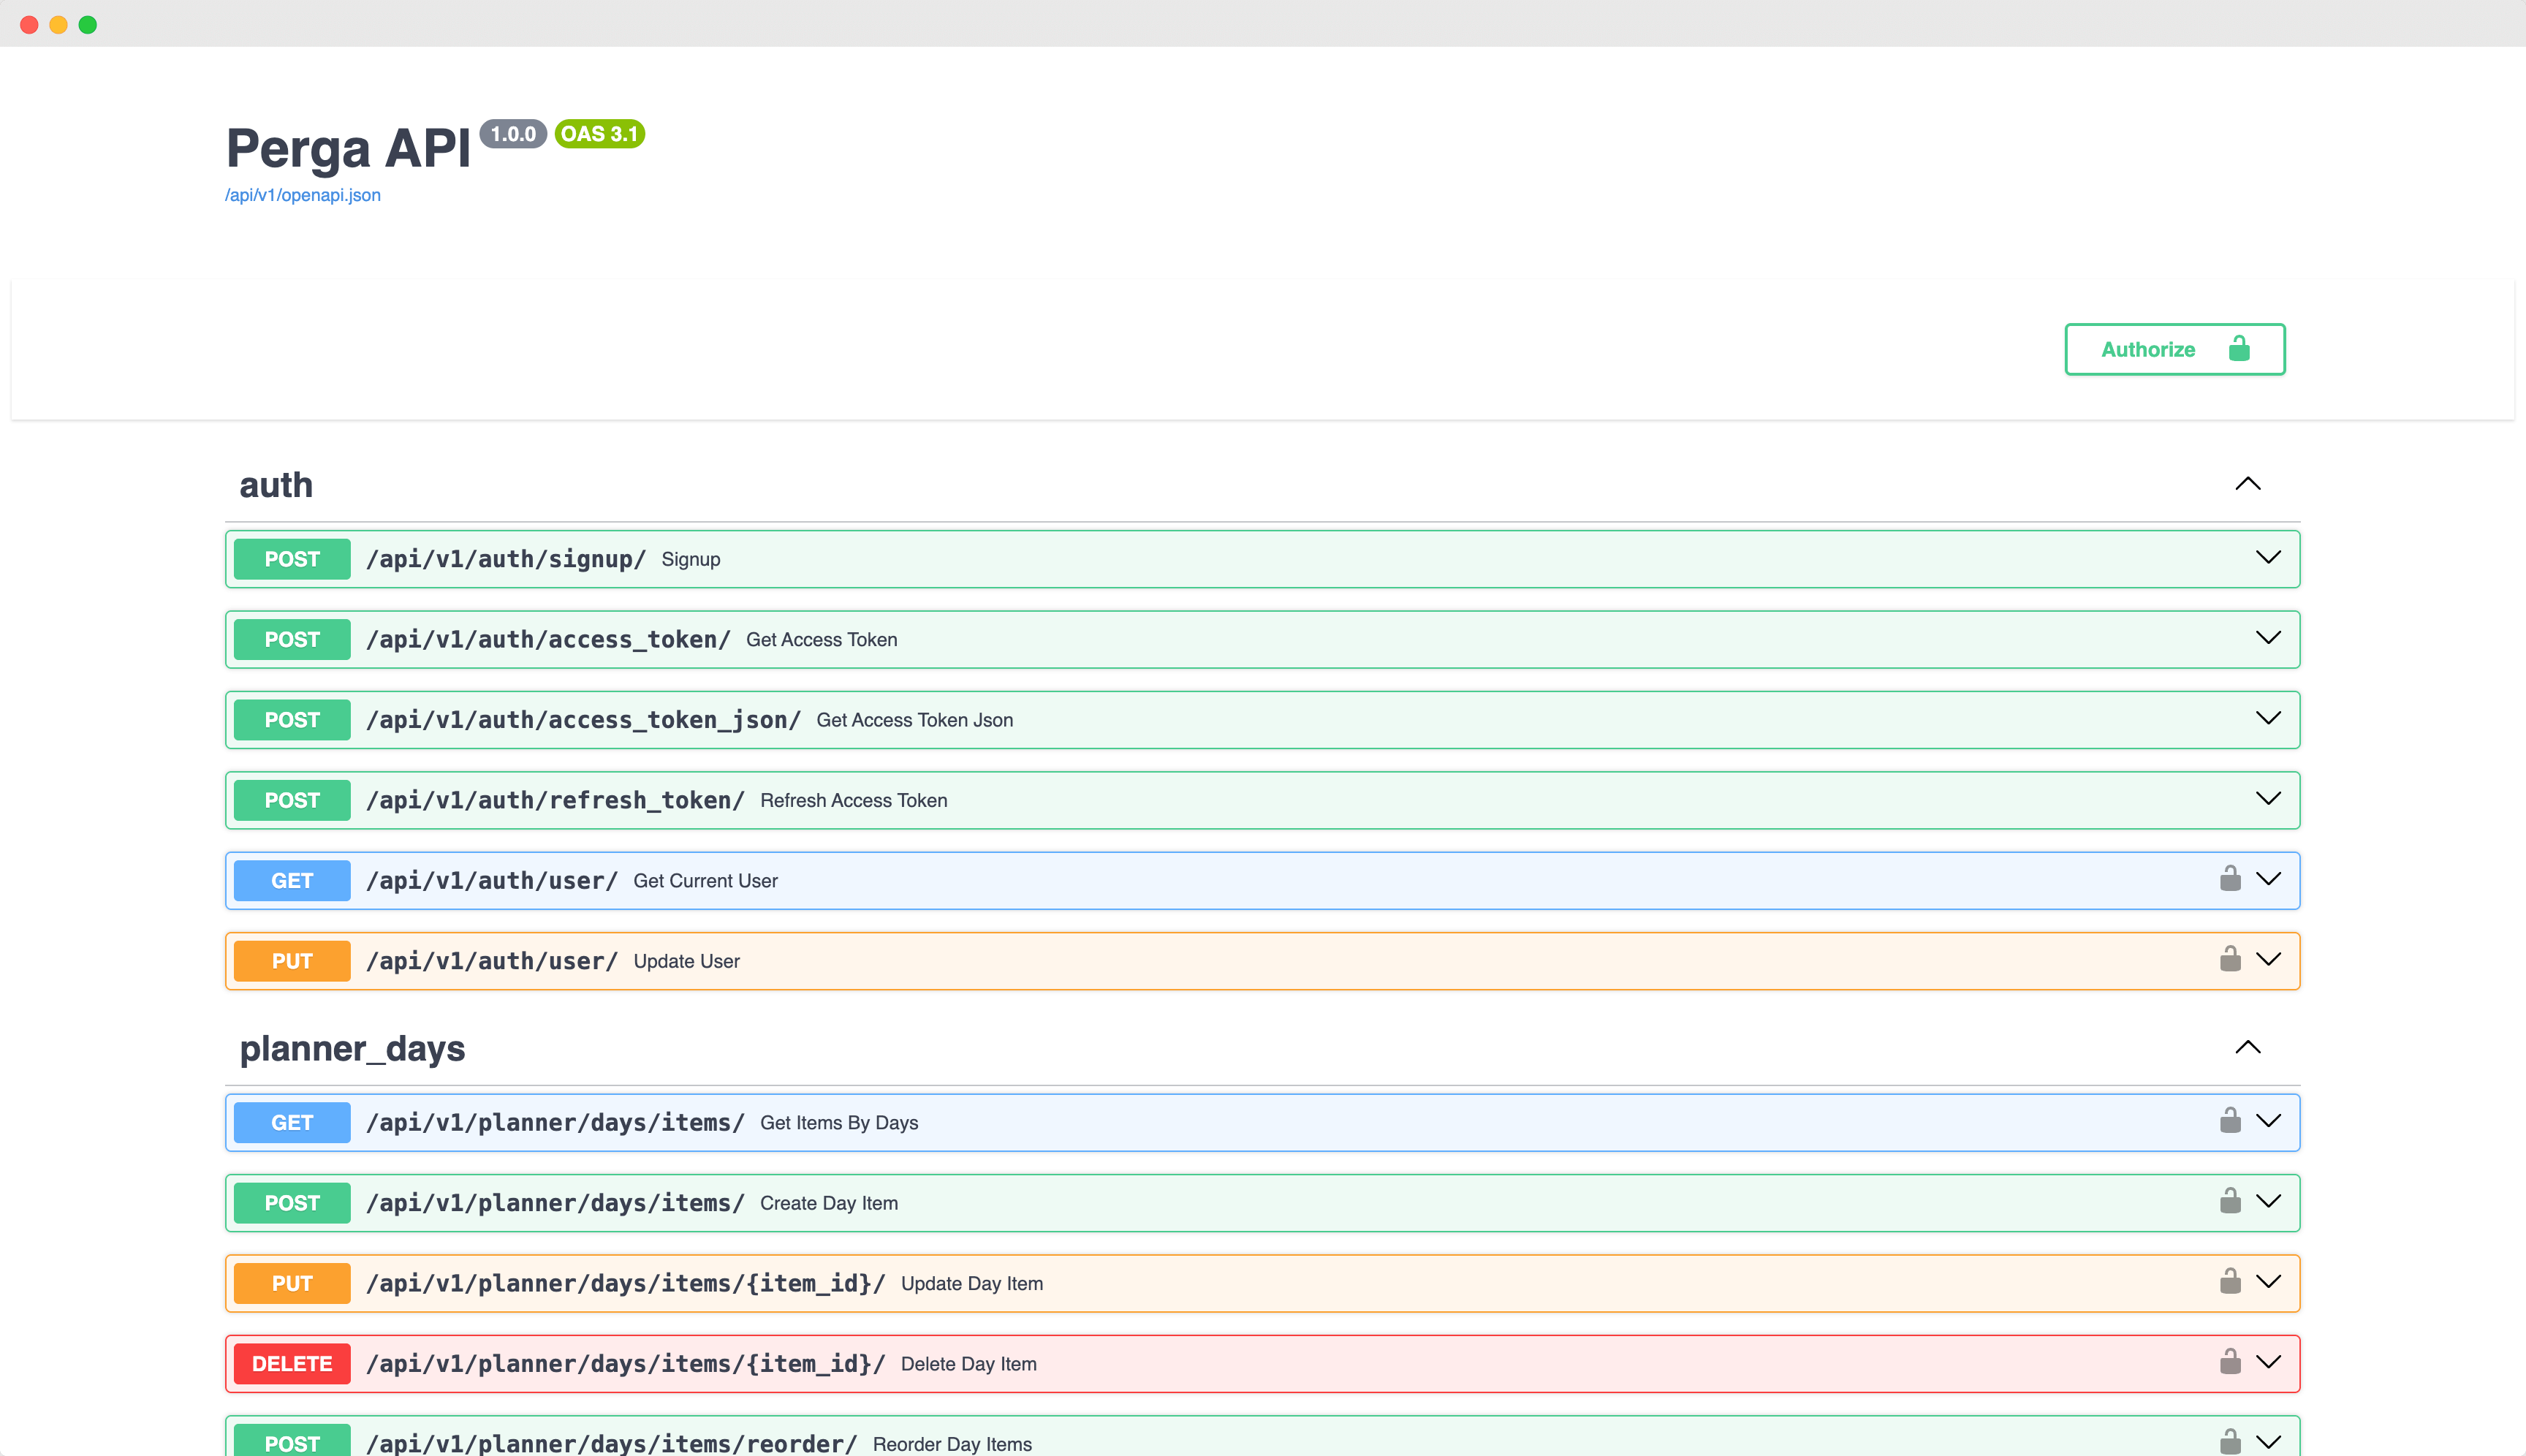 Perga API 1.0.0 OAS 3.1
/api/v1/openapi.json
Authorize
auth
POST /api/v1/auth/signup/ Signup
POST /api/v1/auth/access_token/ Get Access Token
POST /api/v1/auth/access_token_json/ Get Access Token Json
POST /api/v1/auth/refresh_token/ Refresh Access Token
GET /api/v1/auth/user/ Get Current User
PUT /api/v1/auth/user/ Update User
planner_days
GET /api/v1/planner/days/items/ Get Items By Days
POST /api/v1/planner/days/items/ Create Day Item
PUT /api/v1/planner/days/items/{item_id}/ Update Day Item
DELETE /api/v1/planner/days/items/{item_id}/ Delete Day Item
POST /api/v1/planner/days/items/reorder/ Reorder Day Items